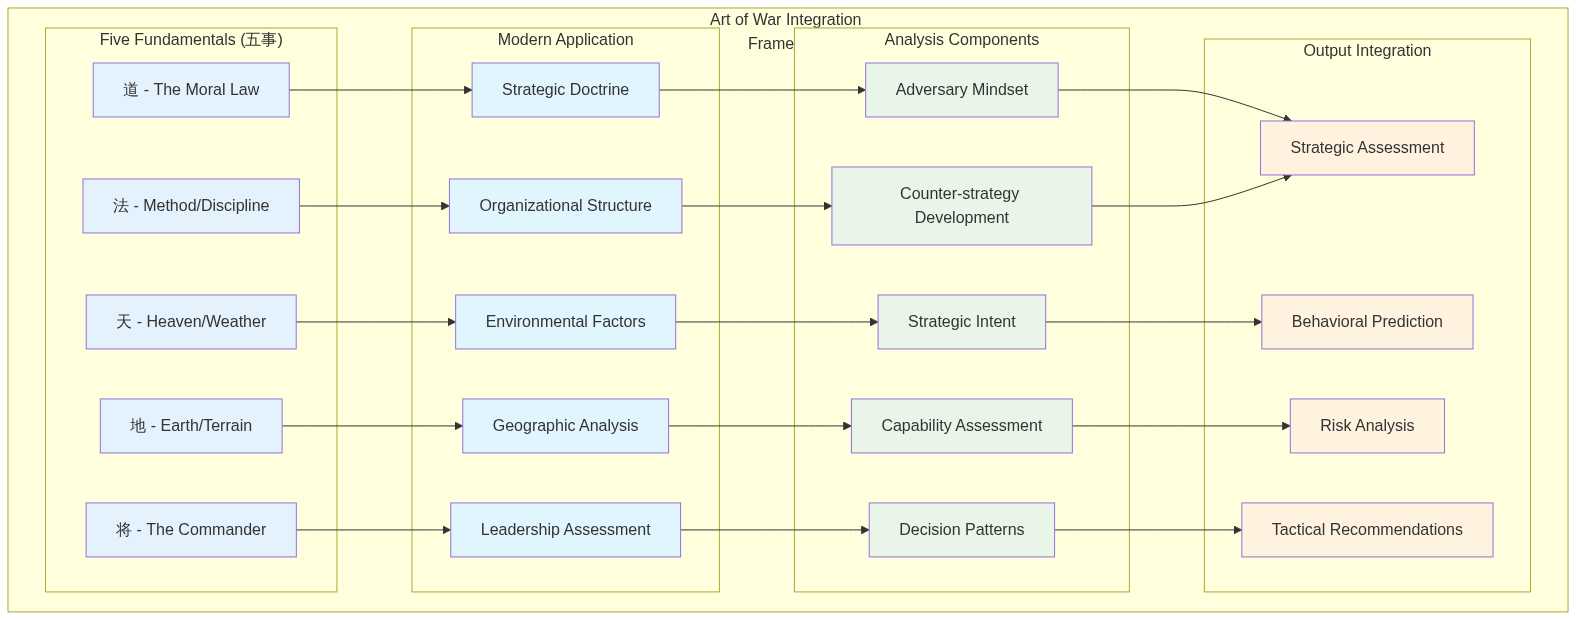 Art of War Integration
Frame
Five Fundamentals (五事)
道 - The Moral Law
法 - Method/Discipline
天 - Heaven/Weather
地 - Earth/Terrain
将 - The Commander
Modern Application
Strategic Doctrine
Organizational Structure
Environmental Factors
Geographic Analysis
Leadership Assessment
Analysis Components
Adversary Mindset
Counter-strategy
Development
Strategic Intent
Capability Assessment
Decision Patterns
Output Integration
Strategic Assessment
Behavioral Prediction
Risk Analysis
Tactical Recommendations